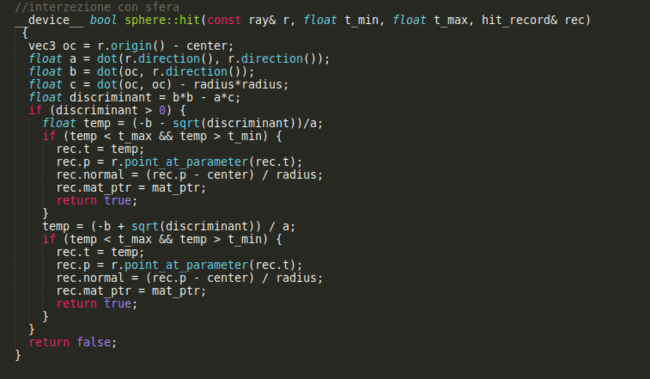 //interzezione con sfera
__device__ bool sphere::hit(const ray& r, float t_min, float t_max, hit_record& rec)
{
vec3 oc = r.origin() - center;
float a = dot(r.direction(), r.direction());
float b = dot(oc, r.direction());
float c = dot(oc, oc) - radius*radius;
float discriminant = b*b - a*c;
if (discriminant > 0) {
float temp = (-b - sqrt(discriminant))/a;
if (temp < t_max && temp > t_min) {
rec.t = temp;
rec.p = r.point_at_parameter(rec.t);
rec.normal = (rec.p - center) / radius;
rec.mat_ptr = mat_ptr;
return true;
}
temp = (-b + sqrt(discriminant)) / a;
if (temp < t_max && temp > t_min) {
rec.t = temp;
rec.p = r.point_at_parameter(rec.t);
rec.normal = (rec.p - center) / radius;
rec.mat_ptr = mat_ptr;
return true;
}
}
return false;
}